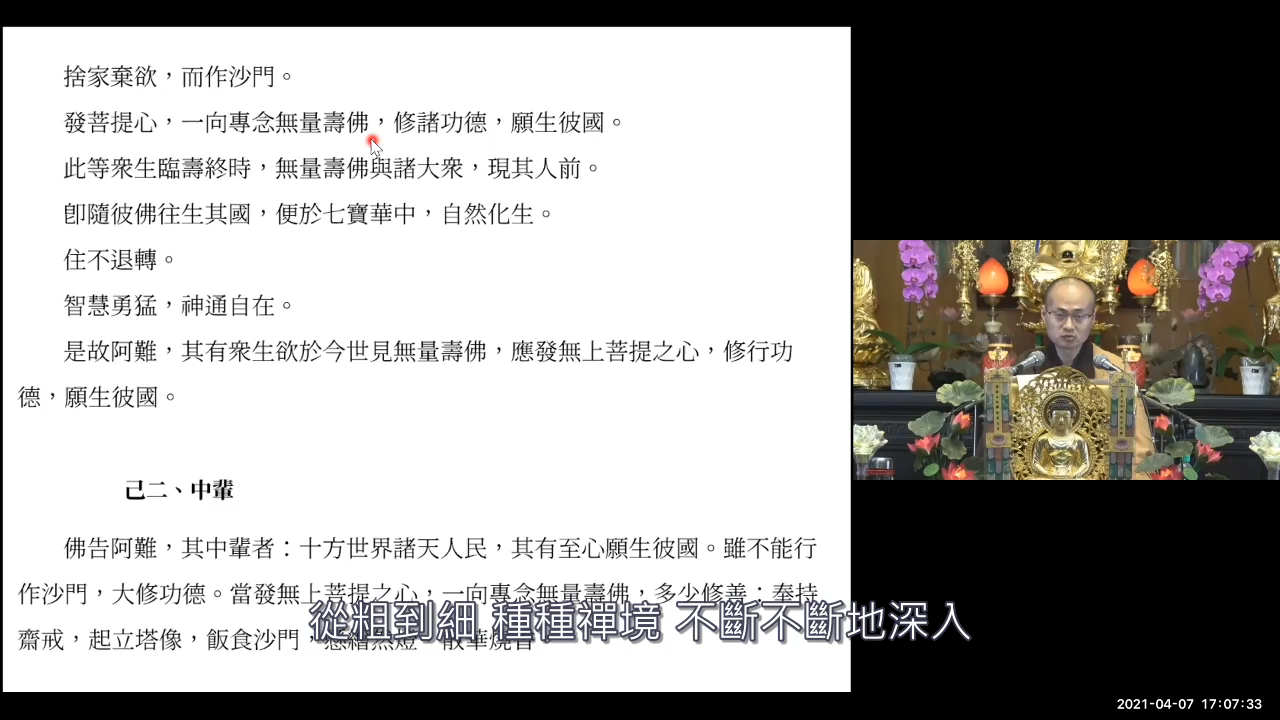 捨家棄欲，而作沙門。
發菩提心，一向專念無量壽佛，修諸功德，願生彼國。
此等眾生臨壽終時，無量壽佛與諸大眾，現其人前。
即隨彼佛往生其國，便於七寶華中，自然化生。
住不退轉。
智慧勇猛，神通自在。
是故阿難，其有眾生欲於今世見無量壽佛，應發無上菩提之心，修行功
德，願生彼國。
己二、中輩
佛告阿難，其中輩者：十方世界諸天人民，其有至心願生彼國。雖不能行
作沙門，大修功德。當發無上菩提之心，一向專念無量壽佛，多少修善：奉持
齋戒，起立塔像，飯食沙門，懸繒然燈，散華燒香。
從粗到細 種種禪境 不斷不斷地深入
2021-04-07 17:07:33